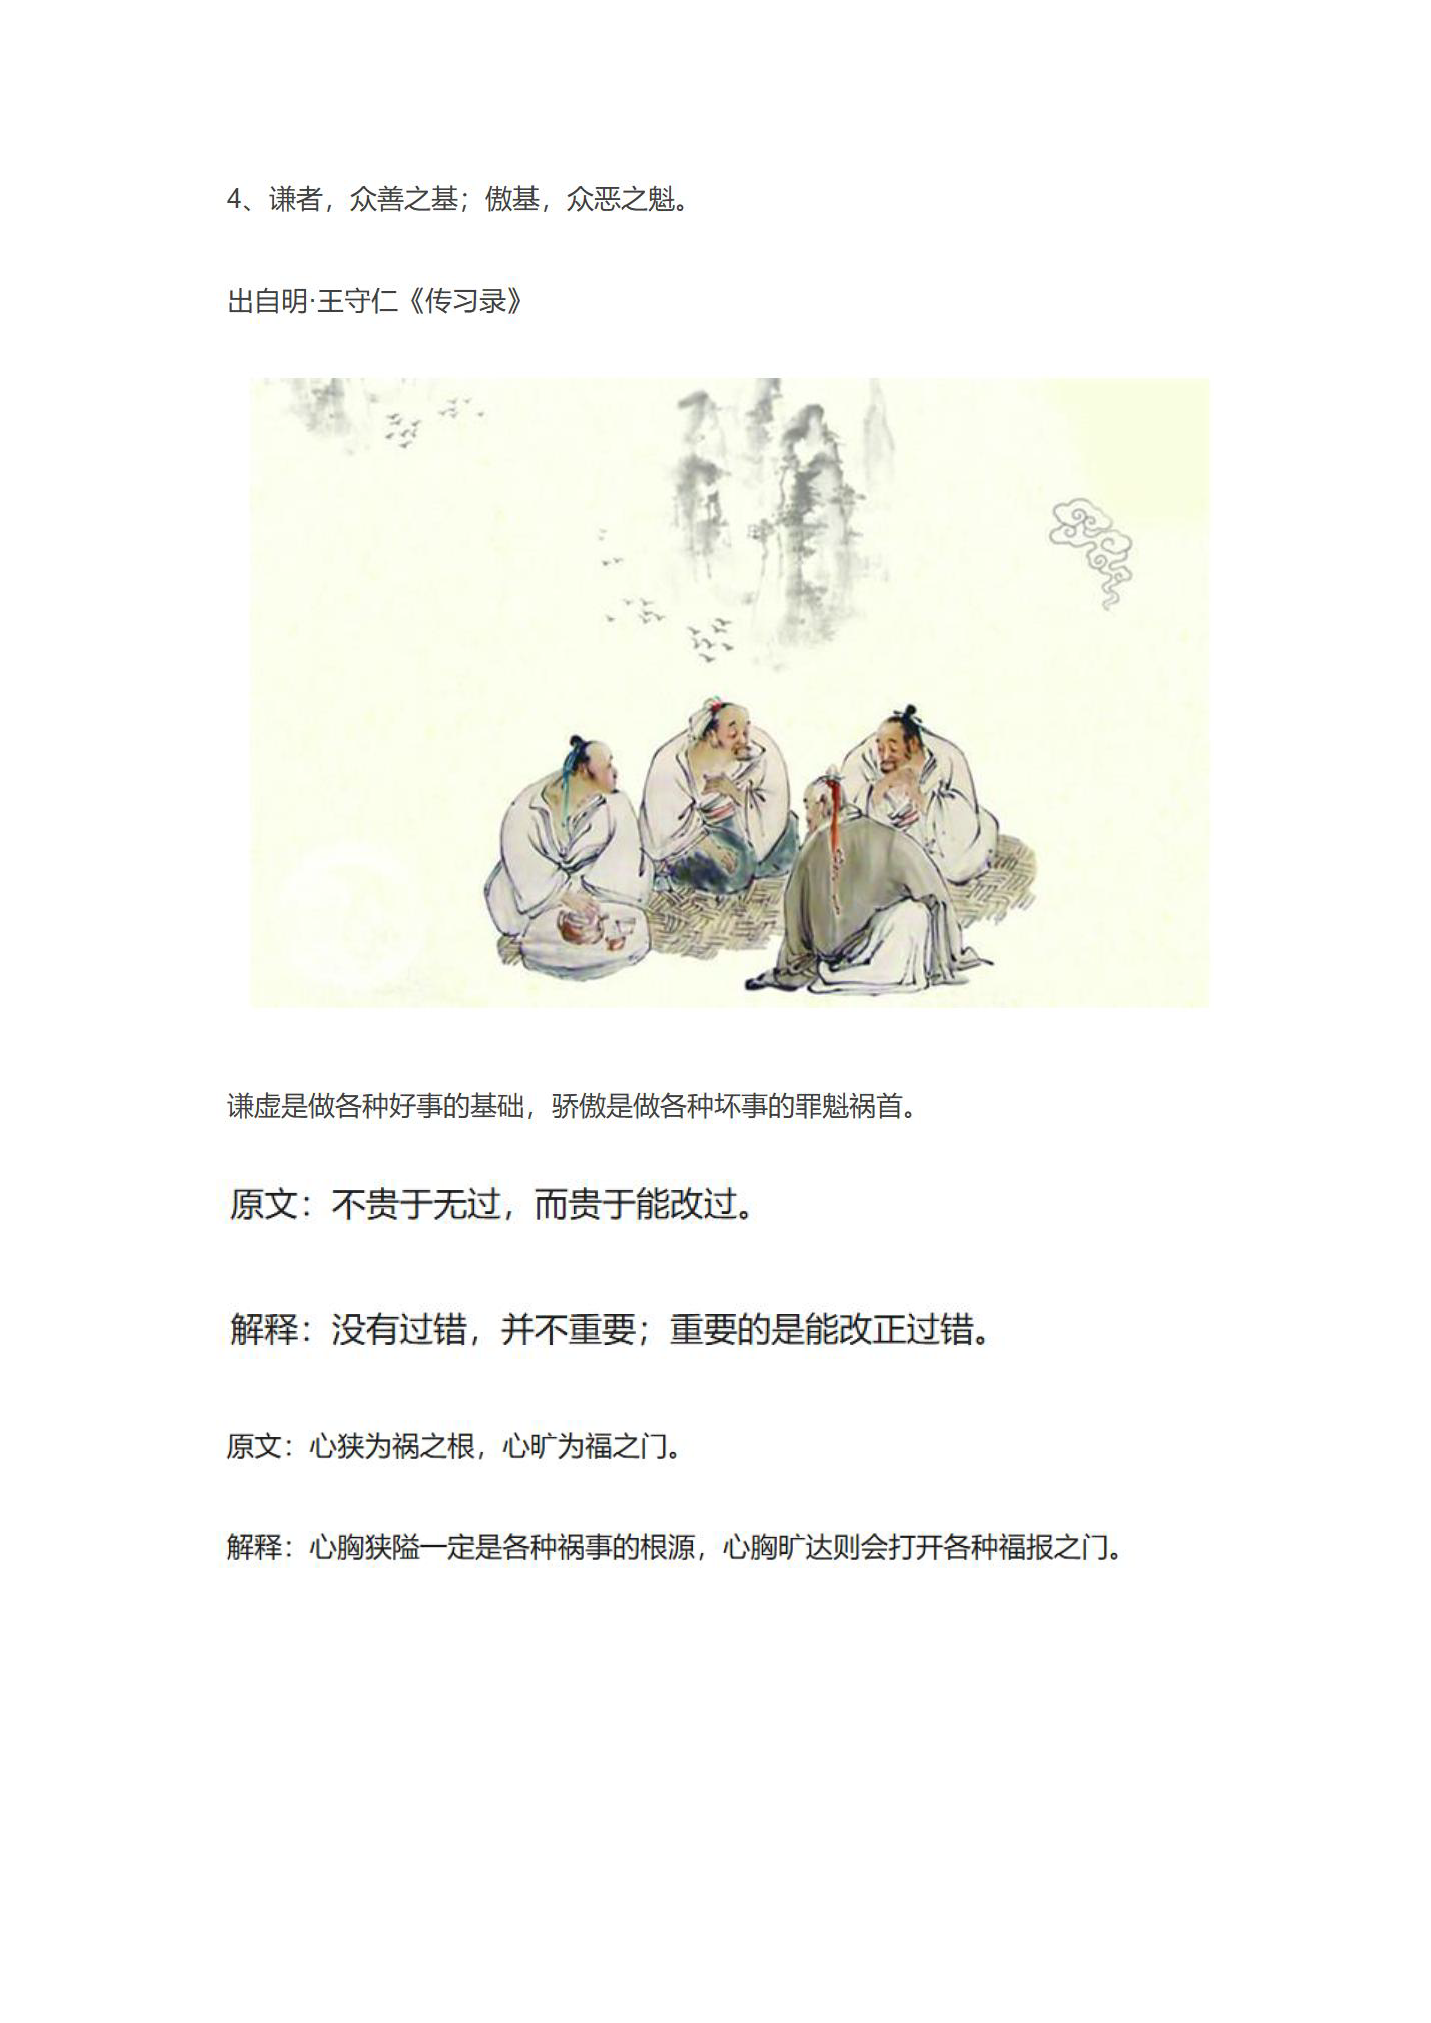 4、谦者，众善之基；傲基，众恶之魁。
出自明·王守仁《传习录》
谦虚是做各种好事的基础，骄傲是做各种坏事的罪魁祸首。
原文：不贵于无过，而贵于能改过。
解释：没有过错，并不重要；重要的是能改正过错。
原文：心狭为祸之根，心旷为福之门。
解释：心胸狭隘一定是各种祸事的根源，心胸旷达则会打开各种福报之门。